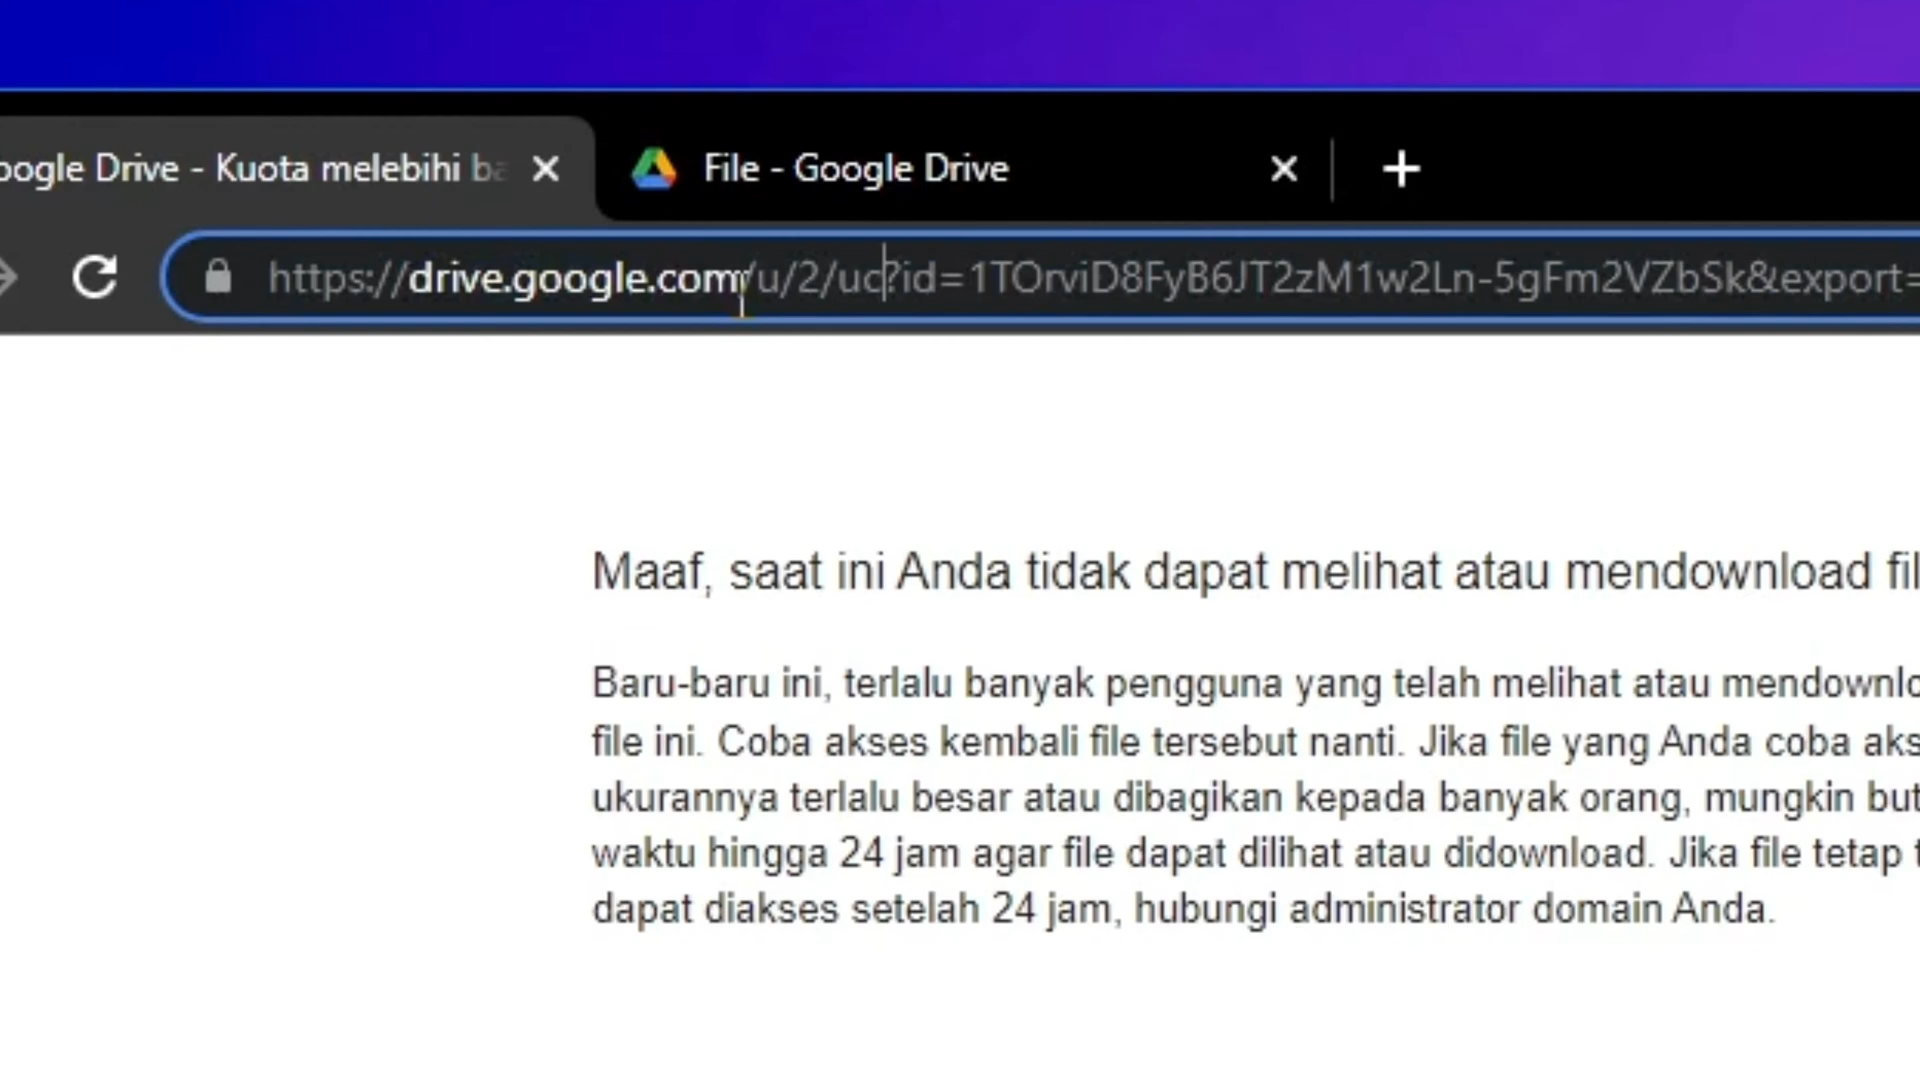 oogle Drive - Kuota melebihi
File - Google Drive
https://drive.google.com/u/2/uc?id=1TOrviD8FyB6JT2zM1w2Ln-5gFm2VZbSk&export=
Maaf, saat ini Anda tidak dapat melihat atau mendownload fil
Baru-baru ini, terlalu banyak pengguna yang telah melihat atau mendownlo
file ini. Coba akses kembali file tersebut nanti. Jika file yang Anda coba aks
ukurannya terlalu besar atau dibagikan kepada banyak orang, mungkin but
waktu hingga 24 jam agar file dapat dilihat atau didownload. Jika file tetap t
dapat diakses setelah 24 jam, hubungi administrator domain Anda.